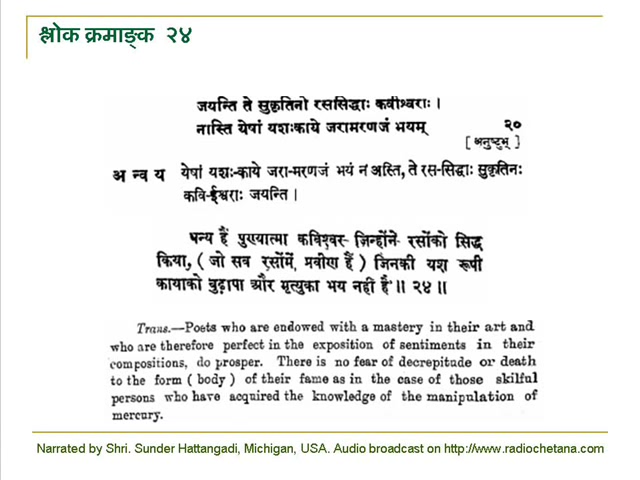 श्लोक क्रमाङ्क २४
जयन्ति ते सुकृतिनो रससिद्धाः कवीश्वराः ।
नास्ति येषां यशःकाये जरामरणजं भयम्
२०
[ अनुष्टुभ् ]
अ न्व य येषां यशः-काये जरा-मरणजं भयं न अस्ति, ते रस-सिद्धाः सुकृतिनः
कवि-ईश्वराः जयन्ति ।
धन्य हैं पुण्यात्मा कविश्वर जिन्होंने रसोंको सिद्ध
किया, ( जो सव रसोंमें प्रवीण हैं ) जिनकी यश रूपी
कायाको बुढ़ापा और मृत्युका भय नहीं है ॥ २४ ॥
Trans.—Poets who are endowed with a mastery in their art and
who are therefore perfect in the exposition of sentiments in their
compositions, do prosper. There is no fear of decrepitude or death
to the form ( body ) of their fame as in the case of those skilful
persons who have acquired the knowledge of the manipulation of
mercury.
Narrated by Shri. Sunder Hattangadi, Michigan, USA. Audio broadcast on http://www.radiochetana.com